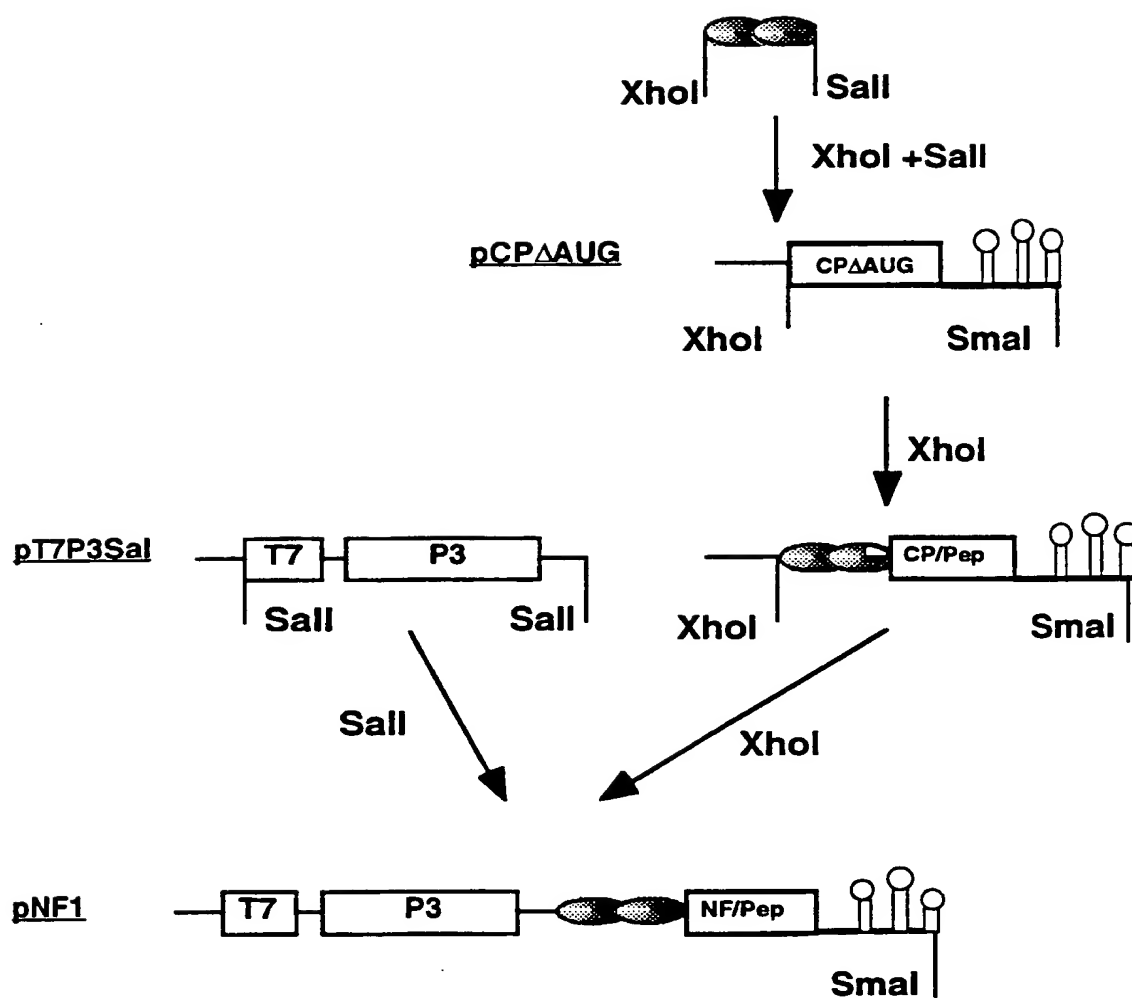 XhoI SalI
XhoI +SalI
pCPΔAUG
CPΔAUG
XhoI SmaI
XhoI
pT7P3Sal
T7 P3
CP/Pep
SalI SalI
XhoI SmaI
SalI
XhoI
pNF1
T7 P3 NF/Pep
SmaI